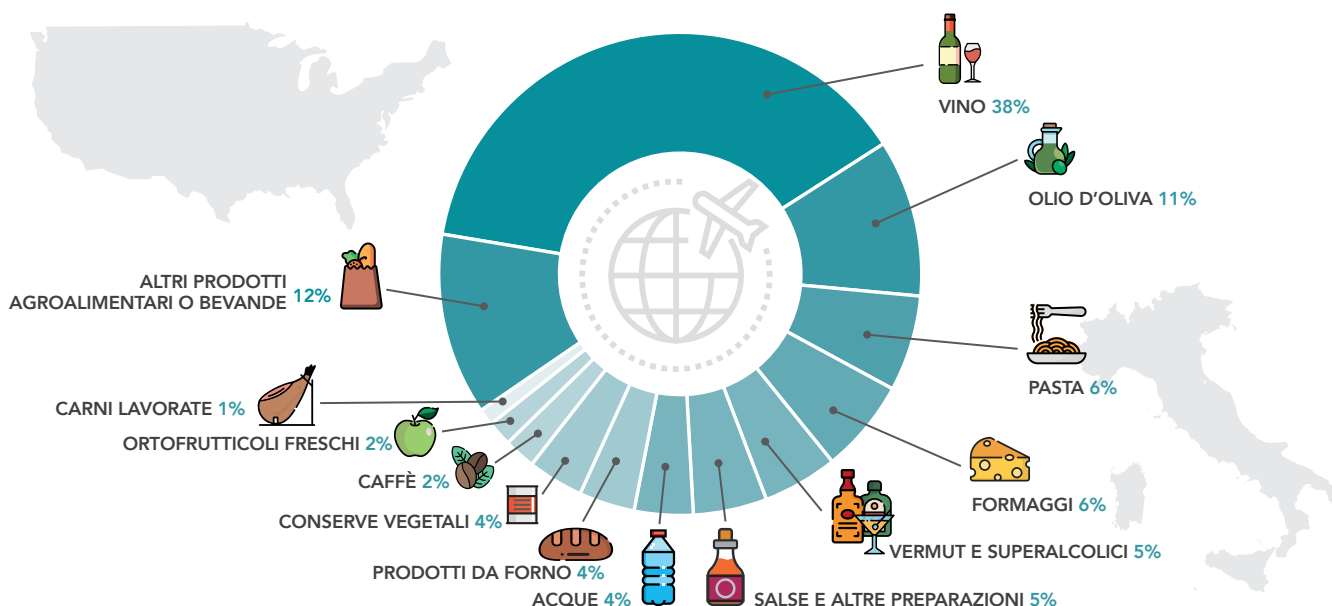 VINO 38%
OLIO D'OLIVA 11%
PASTA 6%
FORMAGGI 6%
VERMUT E SUPERALCOLICI 5%
SALSE E ALTRE PREPARAZIONI 5%
ACQUE 4%
PRODOTTI DA FORNO 4%
CONSERVE VEGETALI 4%
CAFFÈ 2%
ORTOFRUTTICOLI FRESCHI 2%
CARNI LAVORATE 1%
ALTRI PRODOTTI
AGROALIMENTARI O BEVANDE 12%